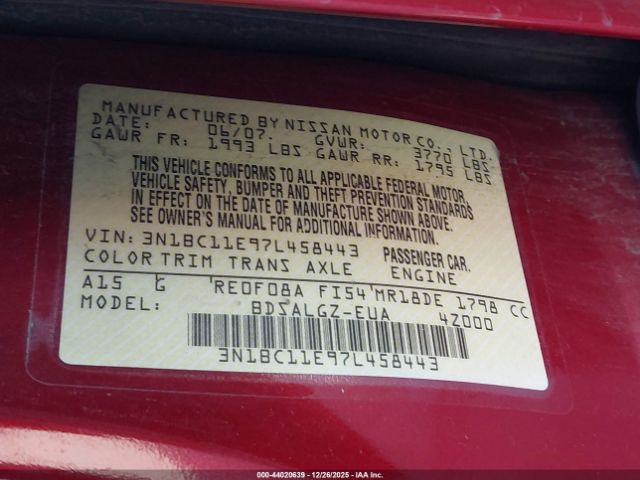 MANUFACTURED BY NISSAN MOTOR CO., LTD.
DATE: 06/07. GVWR: 3770 LBS
GAWR FR: 1993 LBS GAWR RR: 1795 LBS
THIS VEHICLE CONFORMS TO ALL APPLICABLE FEDERAL MOTOR
VEHICLE SAFETY, BUMPER AND THEFT PREVENTION STANDARDS
IN EFFECT ON THE DATE OF MANUFACTURE SHOWN ABOVE.
SEE OWNER'S MANUAL FOR ADDITIONAL INFORMATION.
VIN: 3N1BC11E97L458443 PASSENGER CAR.
COLOR TRIM TRANS AXLE ENGINE
A15 G RE0F08A FI54 MR18DE 1798 CC
MODEL: BDSALGZ-EUA 4Z000
3N1BC11E97L458443
000-44020639 - 12/26/2025 - IAA Inc.